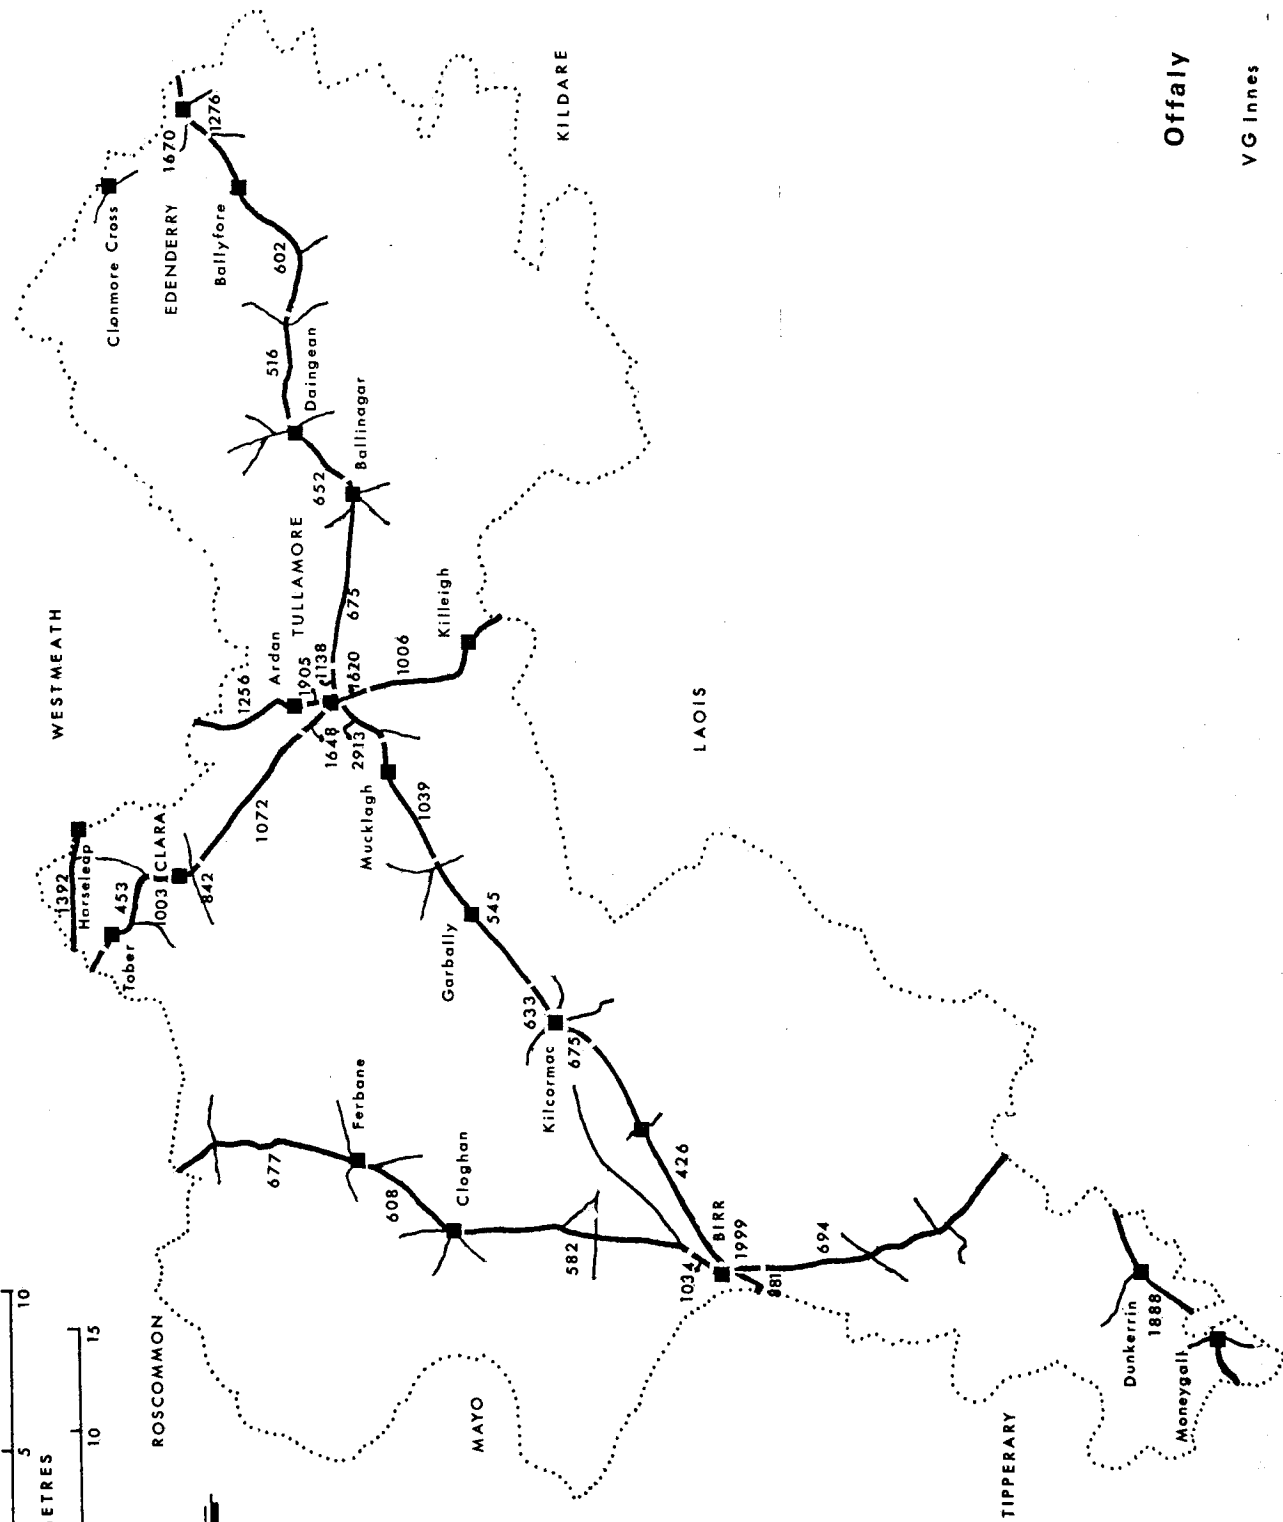 Offaly
VG Innes
WESTMEATH
KILDARE
LAOIS
TIPPERARY
MAYO
ROSCOMMON
Clonmore Cross
EDENDERRY
1670
1276
Ballyfore
602
516
Daingean
652
Ballinagar
TULLAMORE
675
Ardan
1256
1905
1138
1620
1006
Killeigh
1648
2913
1072
Mucklagh
1039
CLARA
842
1003
453
1392
Horseleap
Tober
Garbally
545
633
Kilcormac
675
426
Ferbane
677
608
Cloghan
582
1034
BIRR
1999
881
694
Dunkerrin
1888
Moneygall
5
10
ETRES
10
15